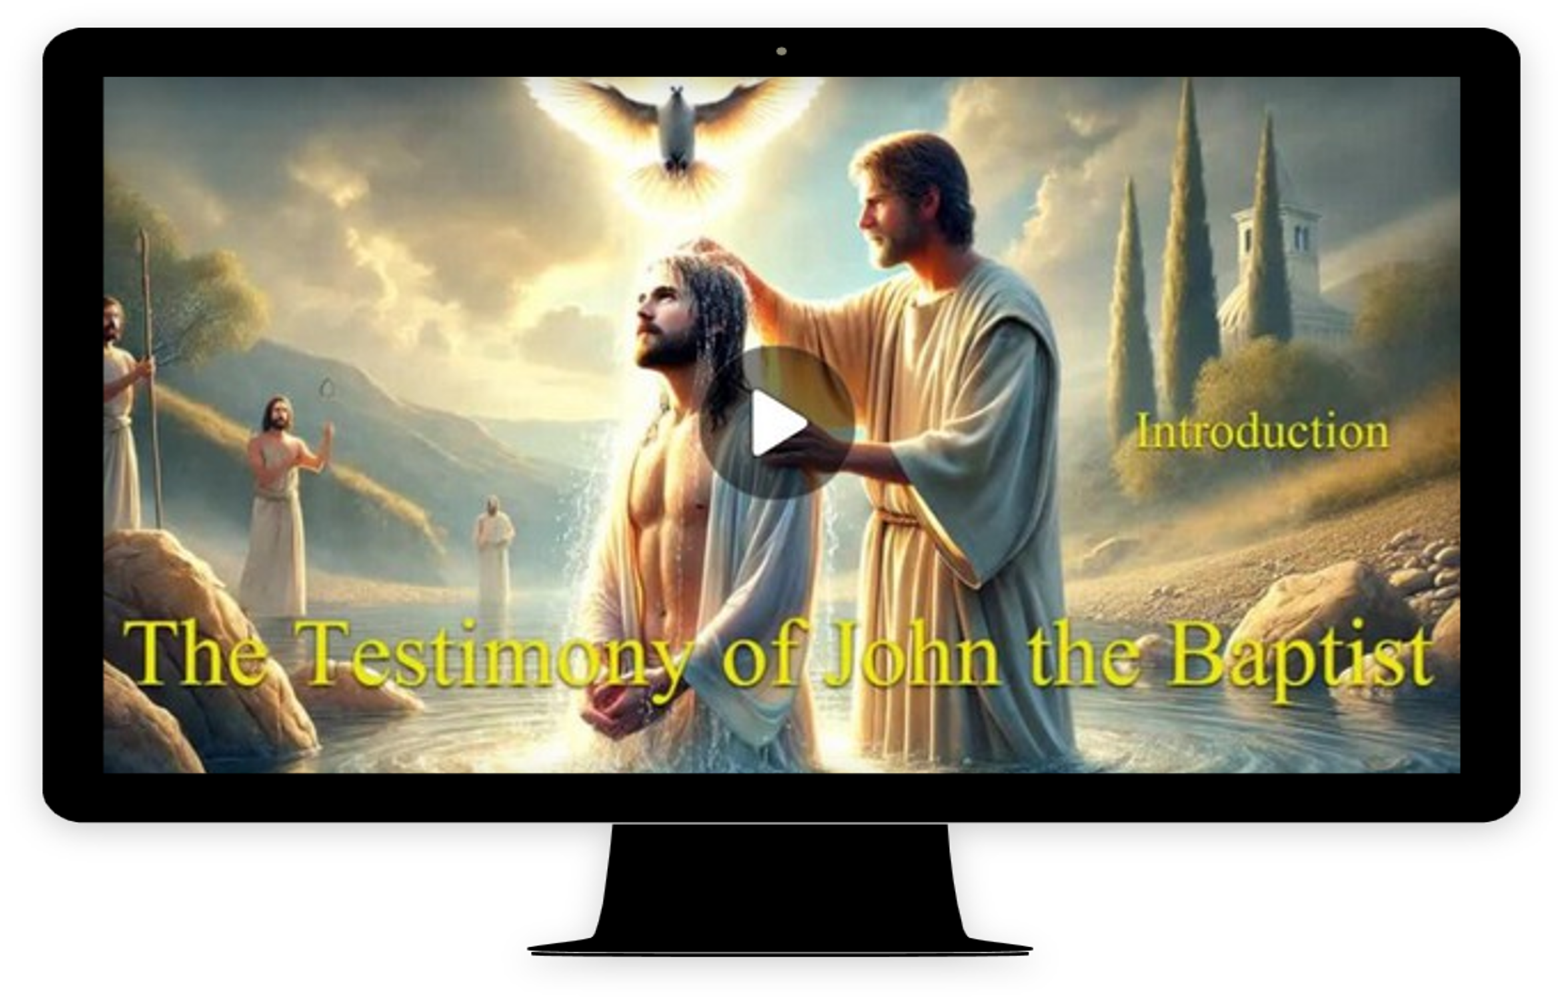 Introduction
The Testimony of John the Baptist